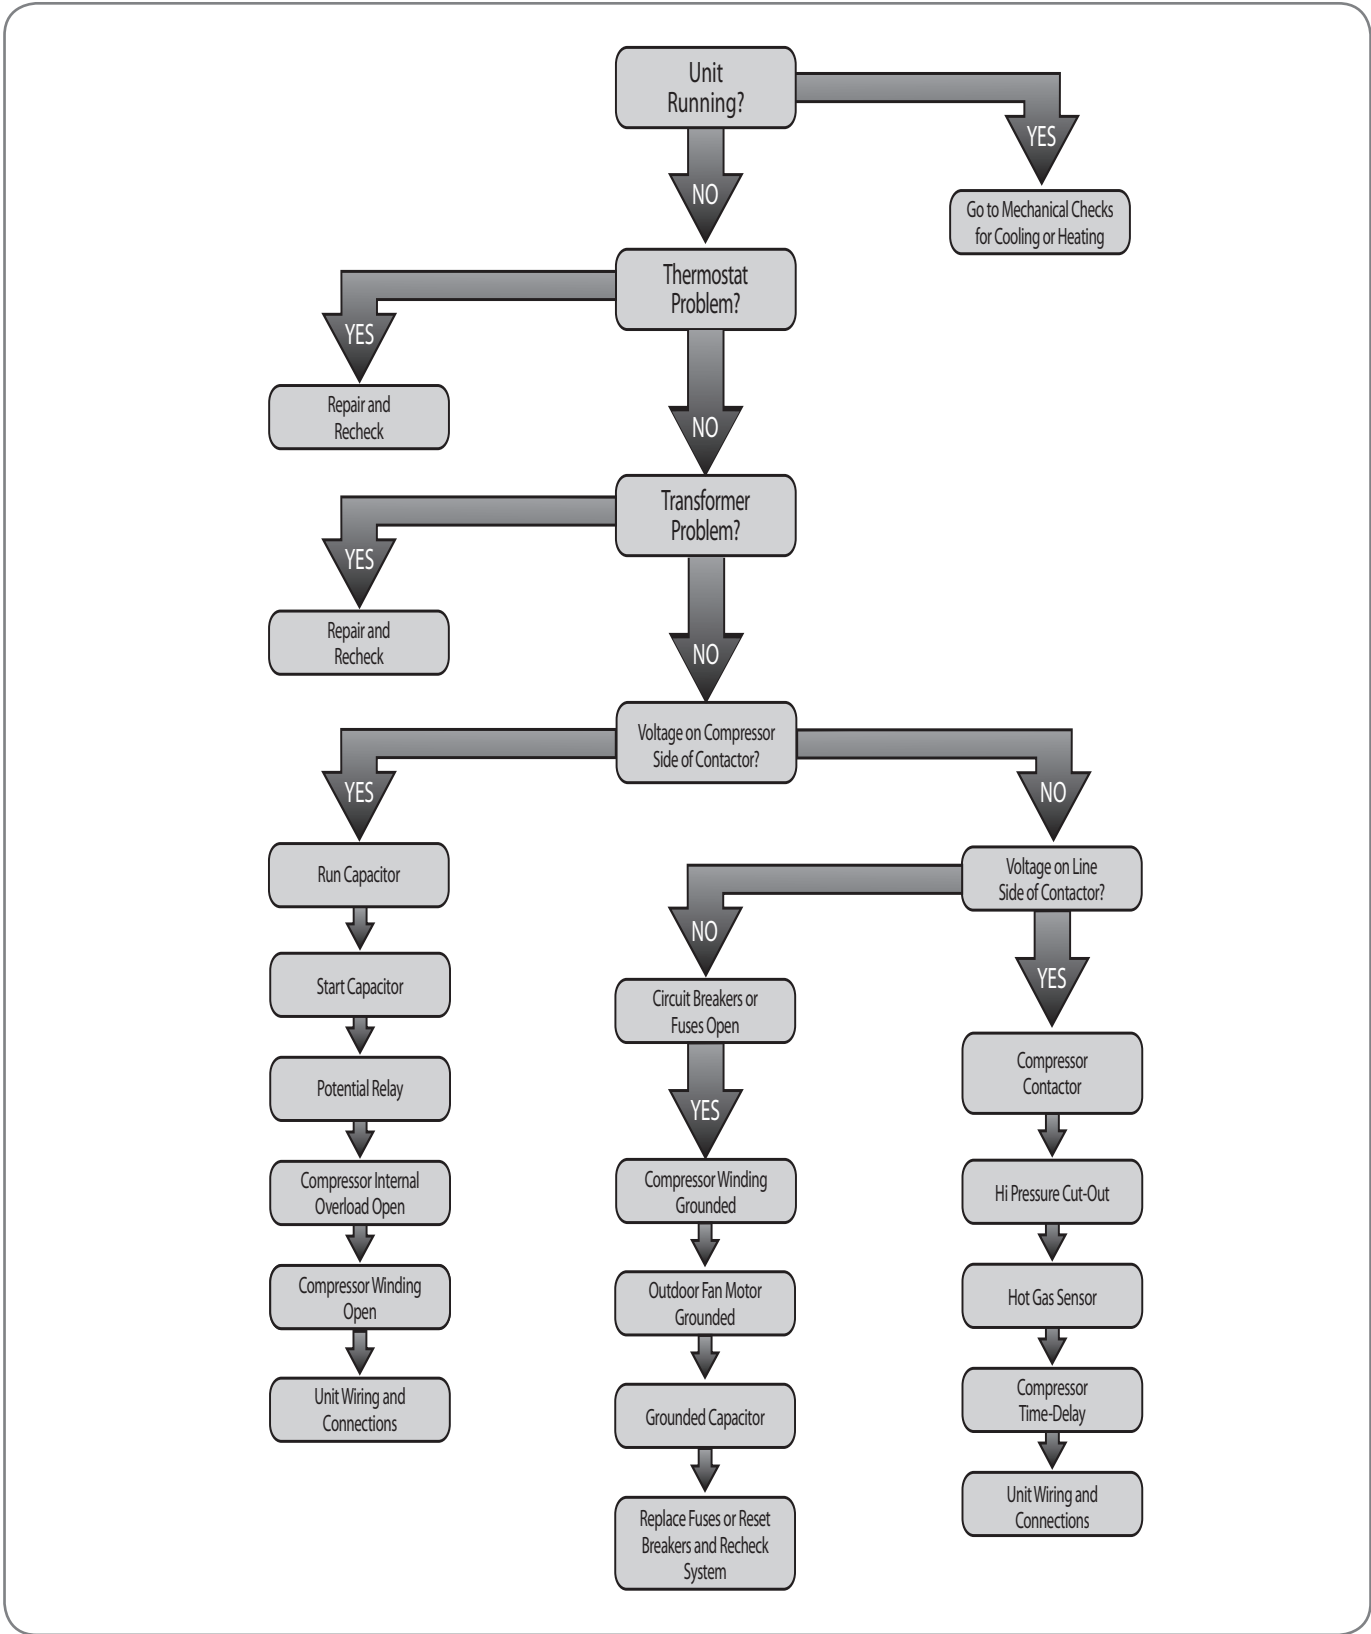 Unit
Running?
YES
NO
Go to Mechanical Checks
for Cooling or Heating
Thermostat
Problem?
YES
NO
Repair and
Recheck
Transformer
Problem?
YES
NO
Repair and
Recheck
Voltage on Compressor
Side of Contactor?
YES
NO
Run Capacitor
Start Capacitor
Potential Relay
Compressor Internal
Overload Open
Compressor Winding
Open
Unit Wiring and
Connections
Voltage on Line
Side of Contactor?
NO
YES
Circuit Breakers or
Fuses Open
YES
Compressor Winding
Grounded
Outdoor Fan Motor
Grounded
Grounded Capacitor
Replace Fuses or Reset
Breakers and Recheck
System
Compressor
Contactor
Hi Pressure Cut-Out
Hot Gas Sensor
Compressor
Time-Delay
Unit Wiring and
Connections